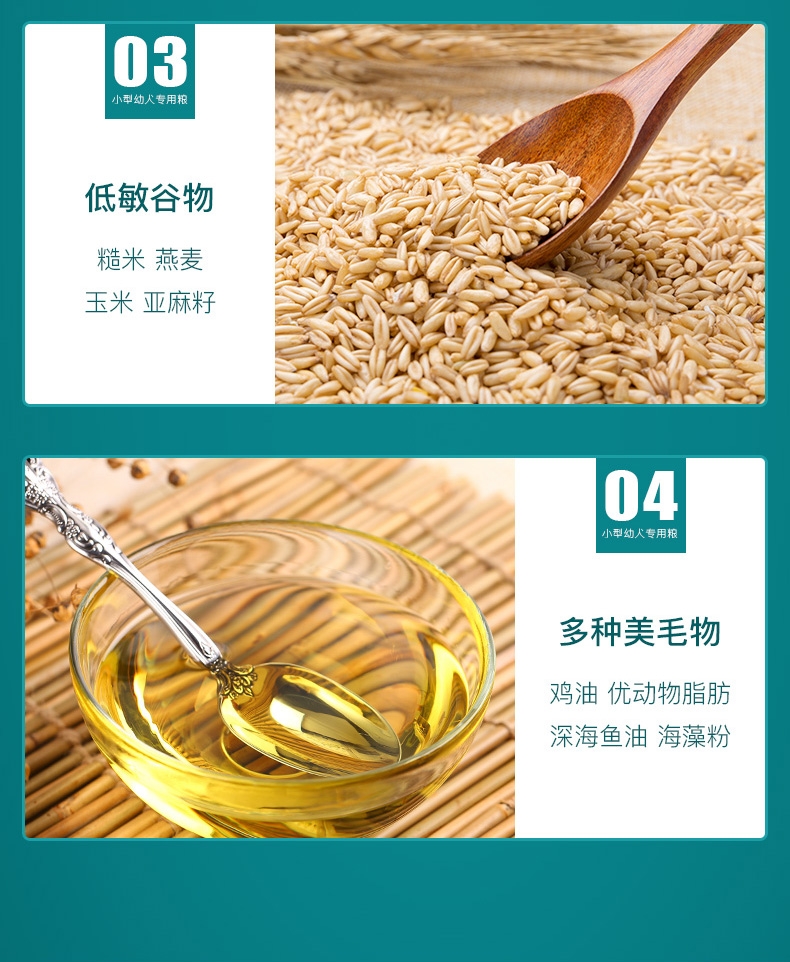 03
小型幼犬专用粮
低敏谷物
糙米 燕麦
玉米 亚麻籽
04
小型幼犬专用粮
多种美毛物
鸡油 优动物脂肪
深海鱼油 海藻粉